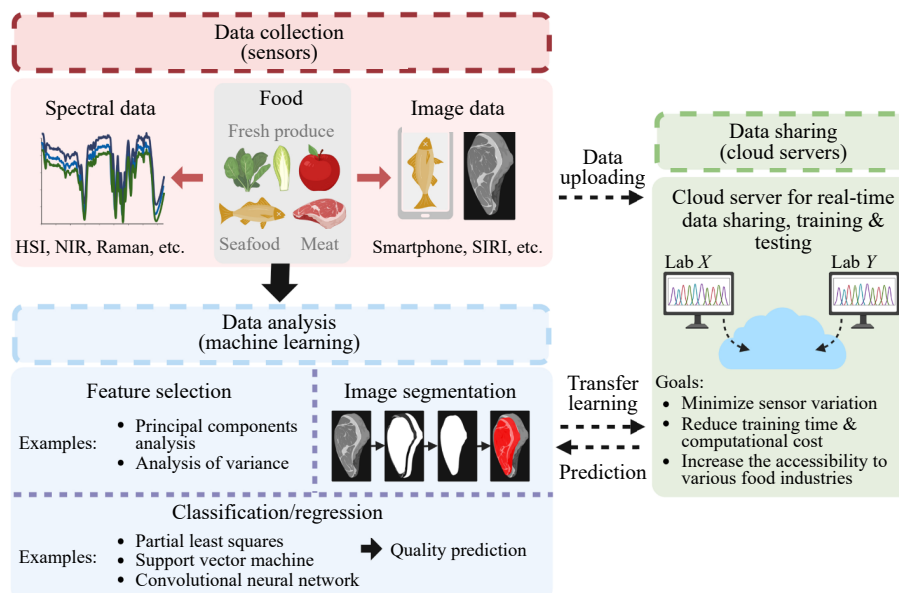 Data collection
(sensors)
Spectral data
HSI, NIR, Raman, etc.
Food
Fresh produce
Seafood
Meat
Image data
Smartphone, SIRI, etc.
Data
uploading
Data sharing
(cloud servers)
Cloud server for real-time
data sharing, training &
testing
Lab X
Lab Y
Goals:
• Minimize sensor variation
• Reduce training time &
computational cost
• Increase the accessibility to
various food industries
Data analysis
(machine learning)
Feature selection
Examples:
• Principal components
analysis
• Analysis of variance
Image segmentation
Transfer
learning
Prediction
Classification/regression
Examples:
• Partial least squares
• Support vector machine
• Convolutional neural network
Quality prediction